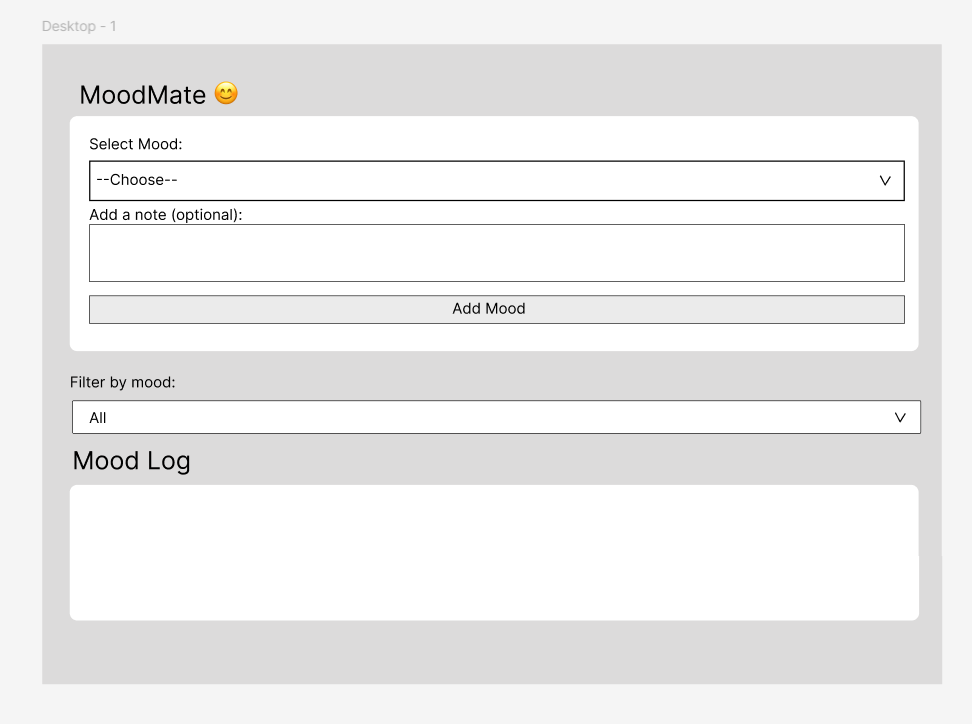 Desktop - 1
MoodMate 😊
Select Mood:
--Choose--
Add a note (optional):
Add Mood
Filter by mood:
All
Mood Log